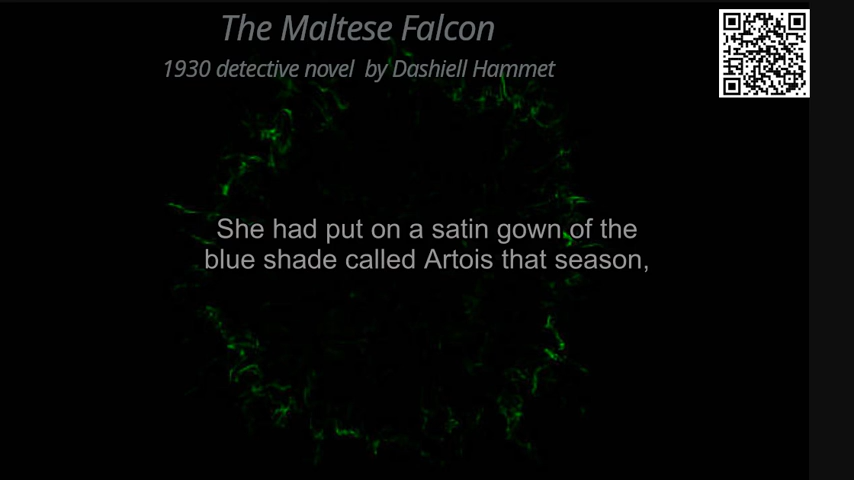 The Maltese Falcon
1930 detective novel by Dashiell Hammet
She had put on a satin gown of the
blue shade called Artois that season,